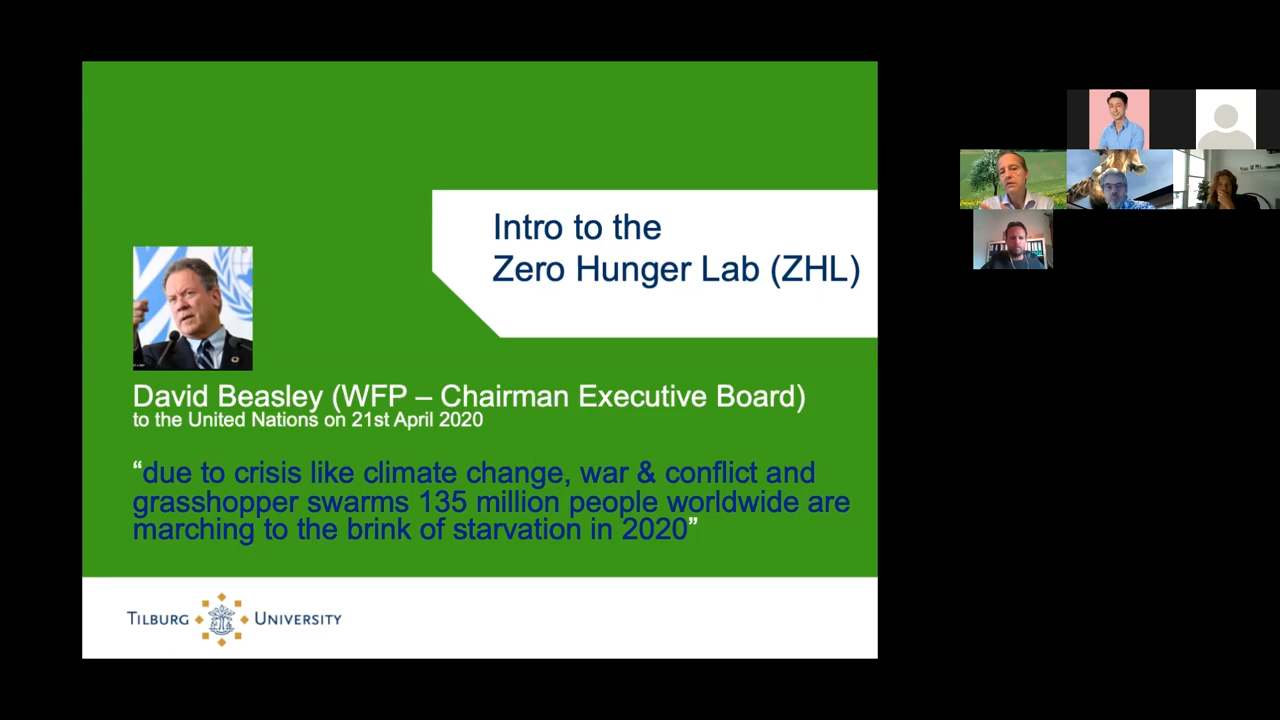 Intro to the
Zero Hunger Lab (ZHL)
David Beasley (WFP – Chairman Executive Board)
to the United Nations on 21st April 2020
“due to crisis like climate change, war & conflict and
grasshopper swarms 135 million people worldwide are
marching to the brink of starvation in 2020”
TILBURG UNIVERSITY